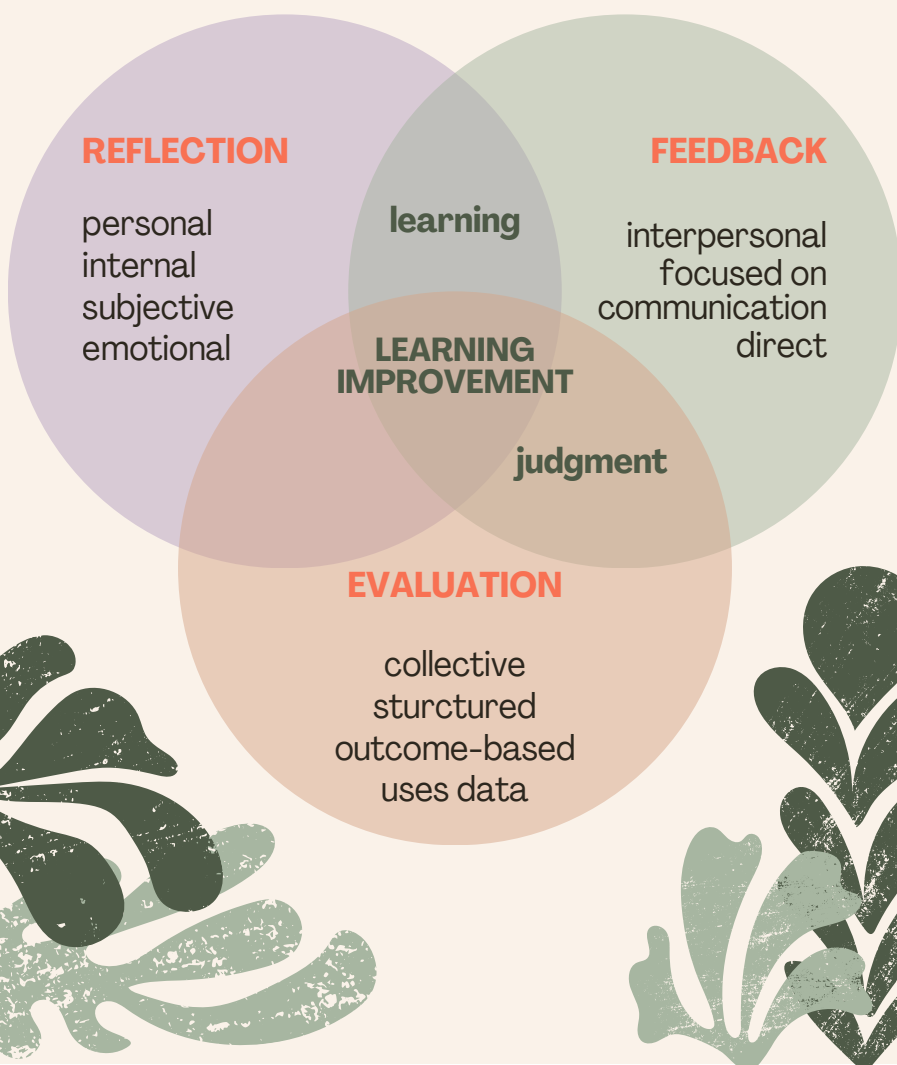 REFLECTION
personal
internal
subjective
emotional
FEEDBACK
interpersonal
focused on
communication
direct
learning
LEARNING
IMPROVEMENT
judgment
EVALUATION
collective
sturctured
outcome-based
uses data